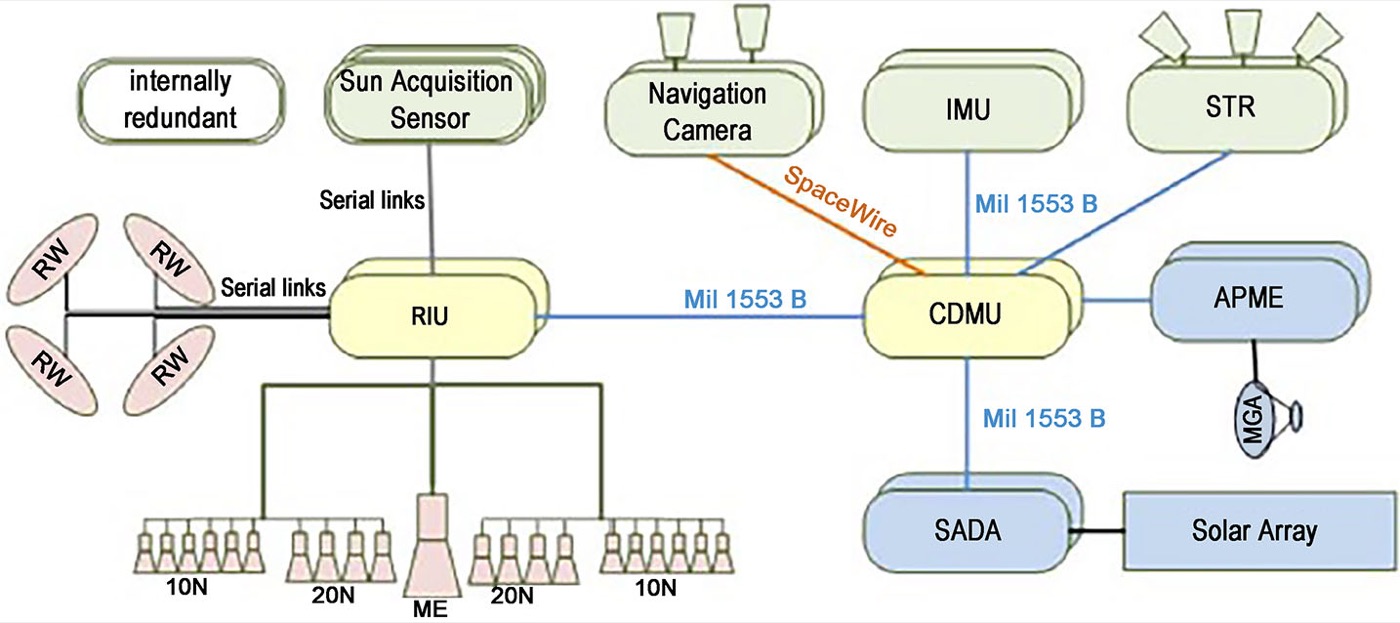 internally
redundant
Sun Acquisition
Sensor
Navigation
Camera
IMU
STR
Serial links
SpaceWire
Mil 1553 B
RW
RW
Serial links
RIU
Mil 1553 B
CDMU
APME
RW
RW
MGA
Mil 1553 B
SADA
Solar Array
10N
20N
ME
20N
10N